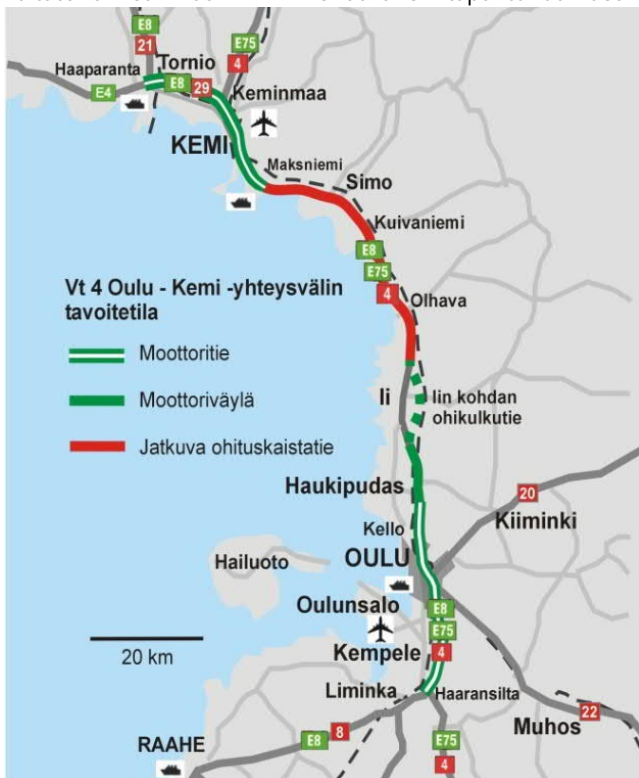 E8
21
E75
4
Haaparanta
Tornio
E4
E8
29
Keminmaa
KEMI
Maksniemi
Simo
Kuivaniemi
E8
E75
4
Olhava
Vt 4 Oulu - Kemi -yhteysvälin
tavoitetila
Moottoritie
Moottoriväylä
Jatkuva ohituskaistatie
Ii
Iin kohdan
ohikulkutie
Haukipudas
20
Kiiminki
Kello
OULU
Hailuoto
Oulunsalo
E8
E75
4
20 km
Kempele
Liminka
Haaransilta
Muhos
22
RAAHE
E8
8
E75
4